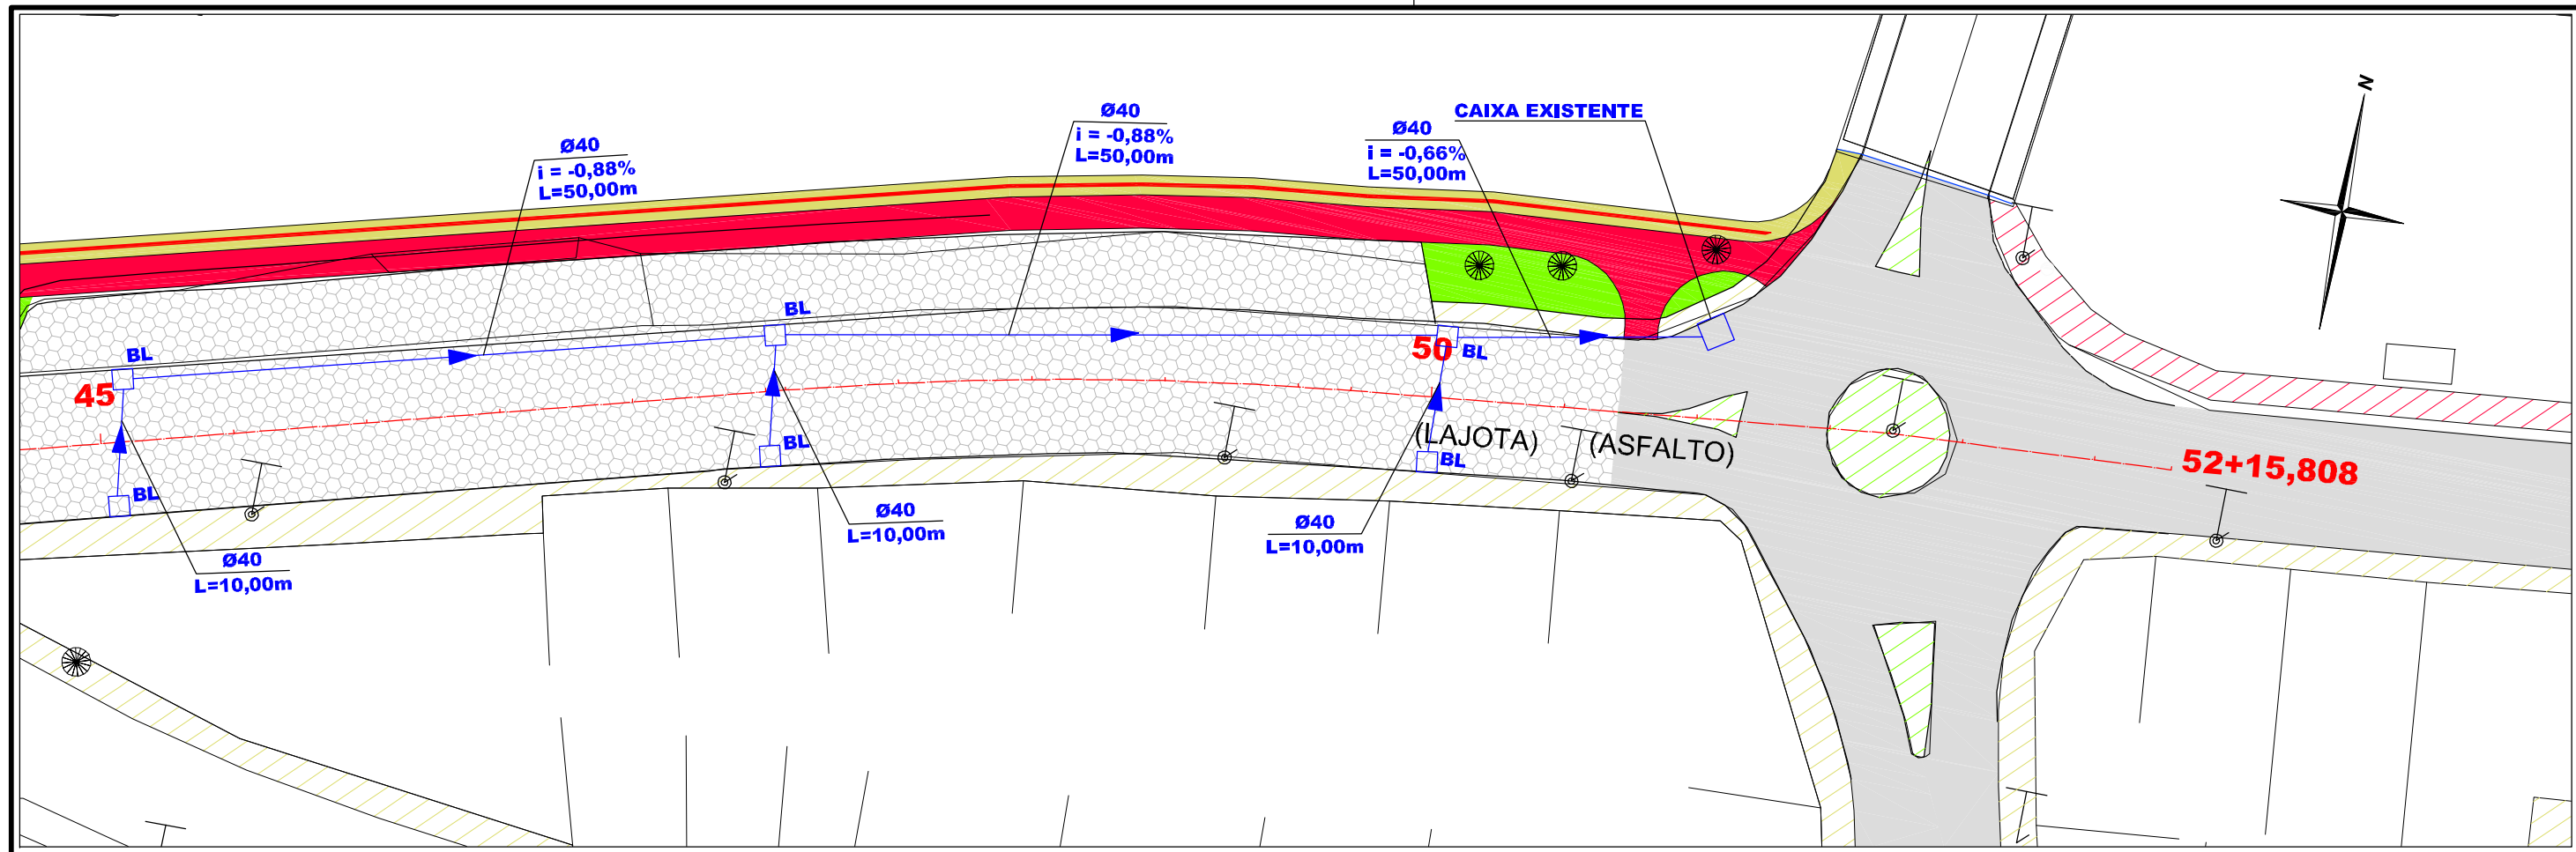 Ø40
i = -0,88%
L=50,00m
Ø40
i = -0,88%
L=50,00m
Ø40
i = -0,66%
L=50,00m
CAIXA EXISTENTE
N
BL
BL
BL
45
50
BL
BL
BL
(LAJOTA)
(ASFALTO)
52+15,808
Ø40
L=10,00m
Ø40
L=10,00m
Ø40
L=10,00m